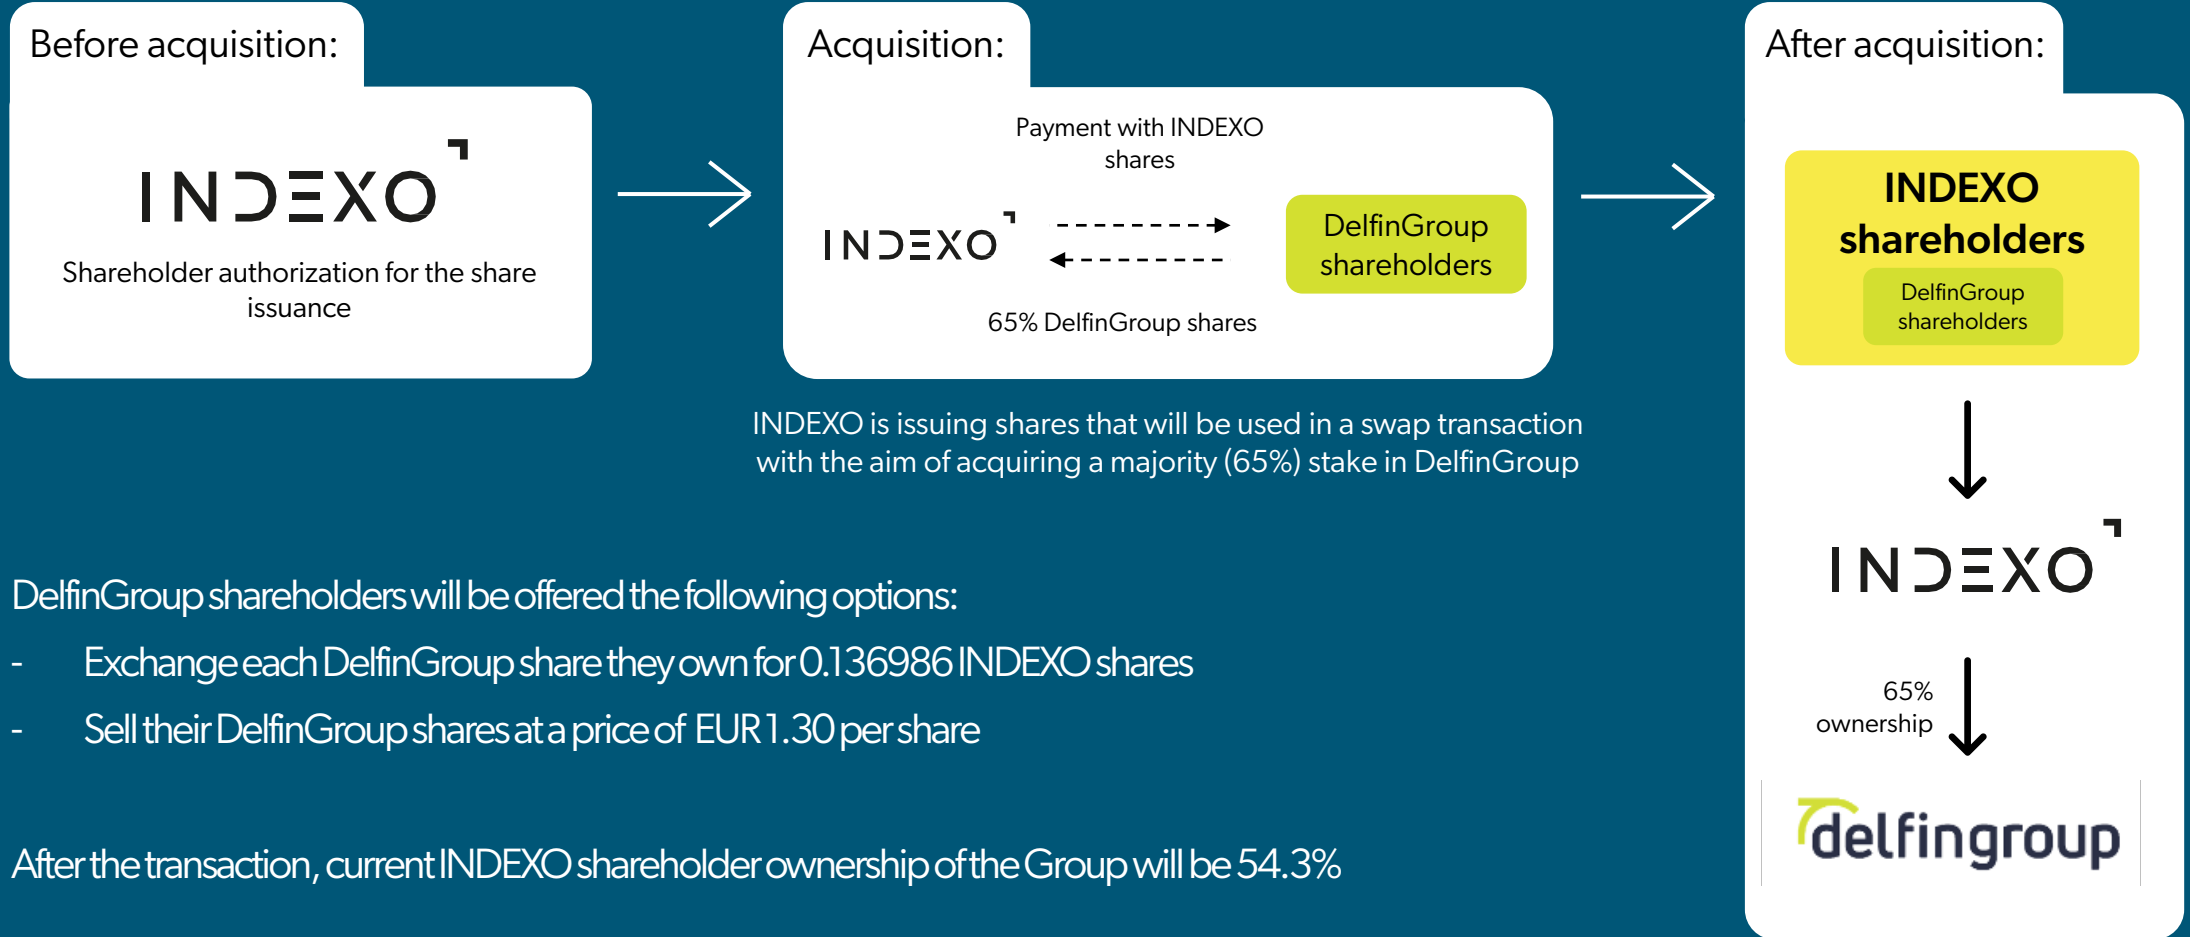 Before acquisition:
INDEXO
Shareholder authorization for the share
issuance
Acquisition:
Payment with INDEXO
shares
INDEXO
DelfinGroup
shareholders
65% DelfinGroup shares
INDEXO is issuing shares that will be used in a swap transaction
with the aim of acquiring a majority (65%) stake in DelfinGroup
After acquisition:
INDEXO
shareholders
DelfinGroup
shareholders
INDEXO
65%
ownership
delfingroup
DelfinGroup shareholders will be offered the following options:
- Exchange each DelfinGroup share they own for 0.136986 INDEXO shares
- Sell their DelfinGroup shares at a price of EUR 1.30 per share
After the transaction, current INDEXO shareholder ownership of the Group will be 54.3%